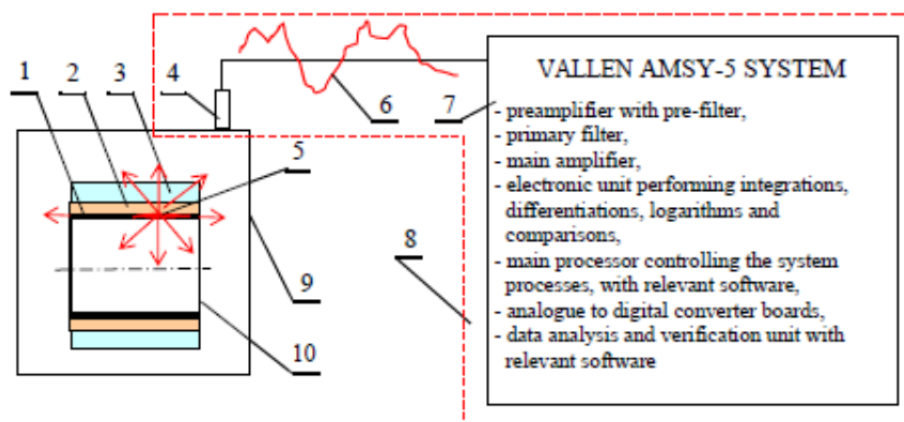 1
2
3
4
5
6
7
8
9
10
VALLEN AMSY-5 SYSTEM
- preamplifier with pre-filter,
- primary filter,
- main amplifier,
- electronic unit performing integrations,
differentiations, logarithms and
comparisons,
- main processor controlling the system
processes, with relevant software,
- analogue to digital converter boards,
- data analysis and verification unit with
relevant software